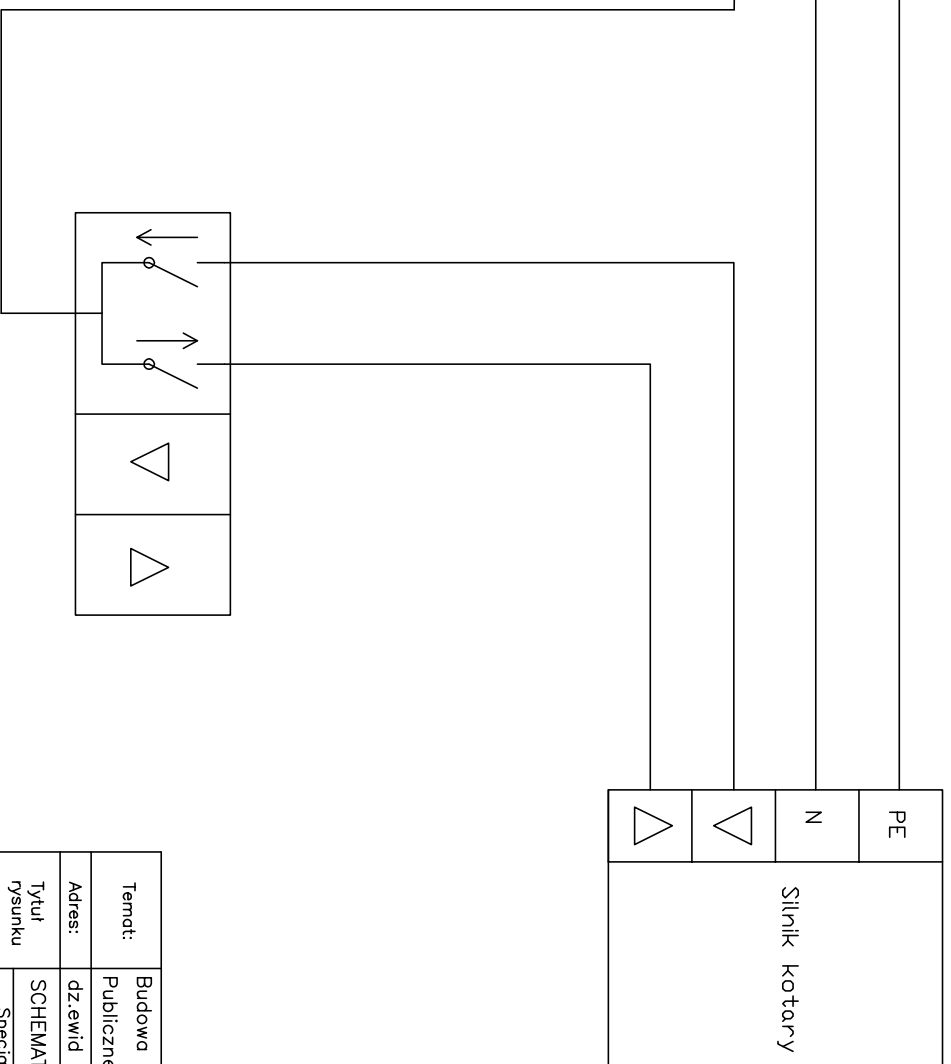 PE
N
Silnik kotary
Temat:
Budowa
Publiczne
Adres:
dz.ewid
Tytuł
rysunku
SCHEMAT